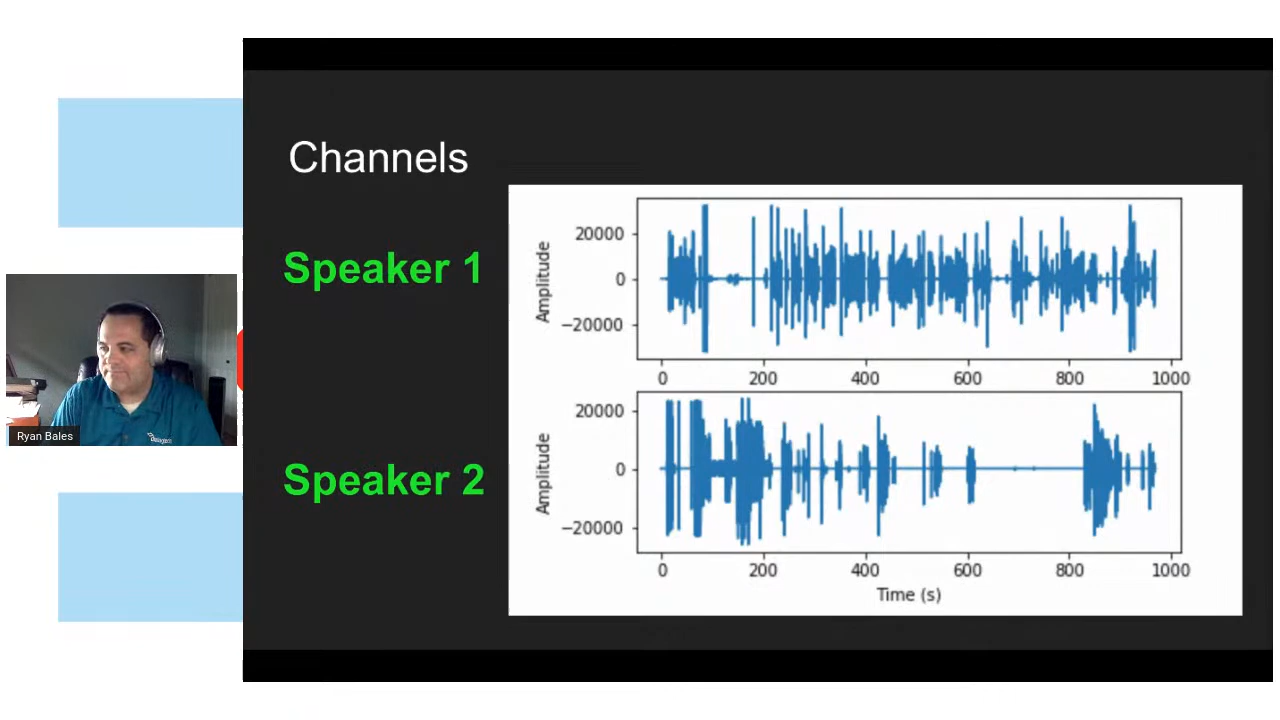 Channels
Speaker 1
Amplitude
20000
0
−20000
0 200 400 600 800 1000
Speaker 2
Amplitude
20000
0
−20000
0 200 400 600 800 1000
Time (s)
Ryan Bales